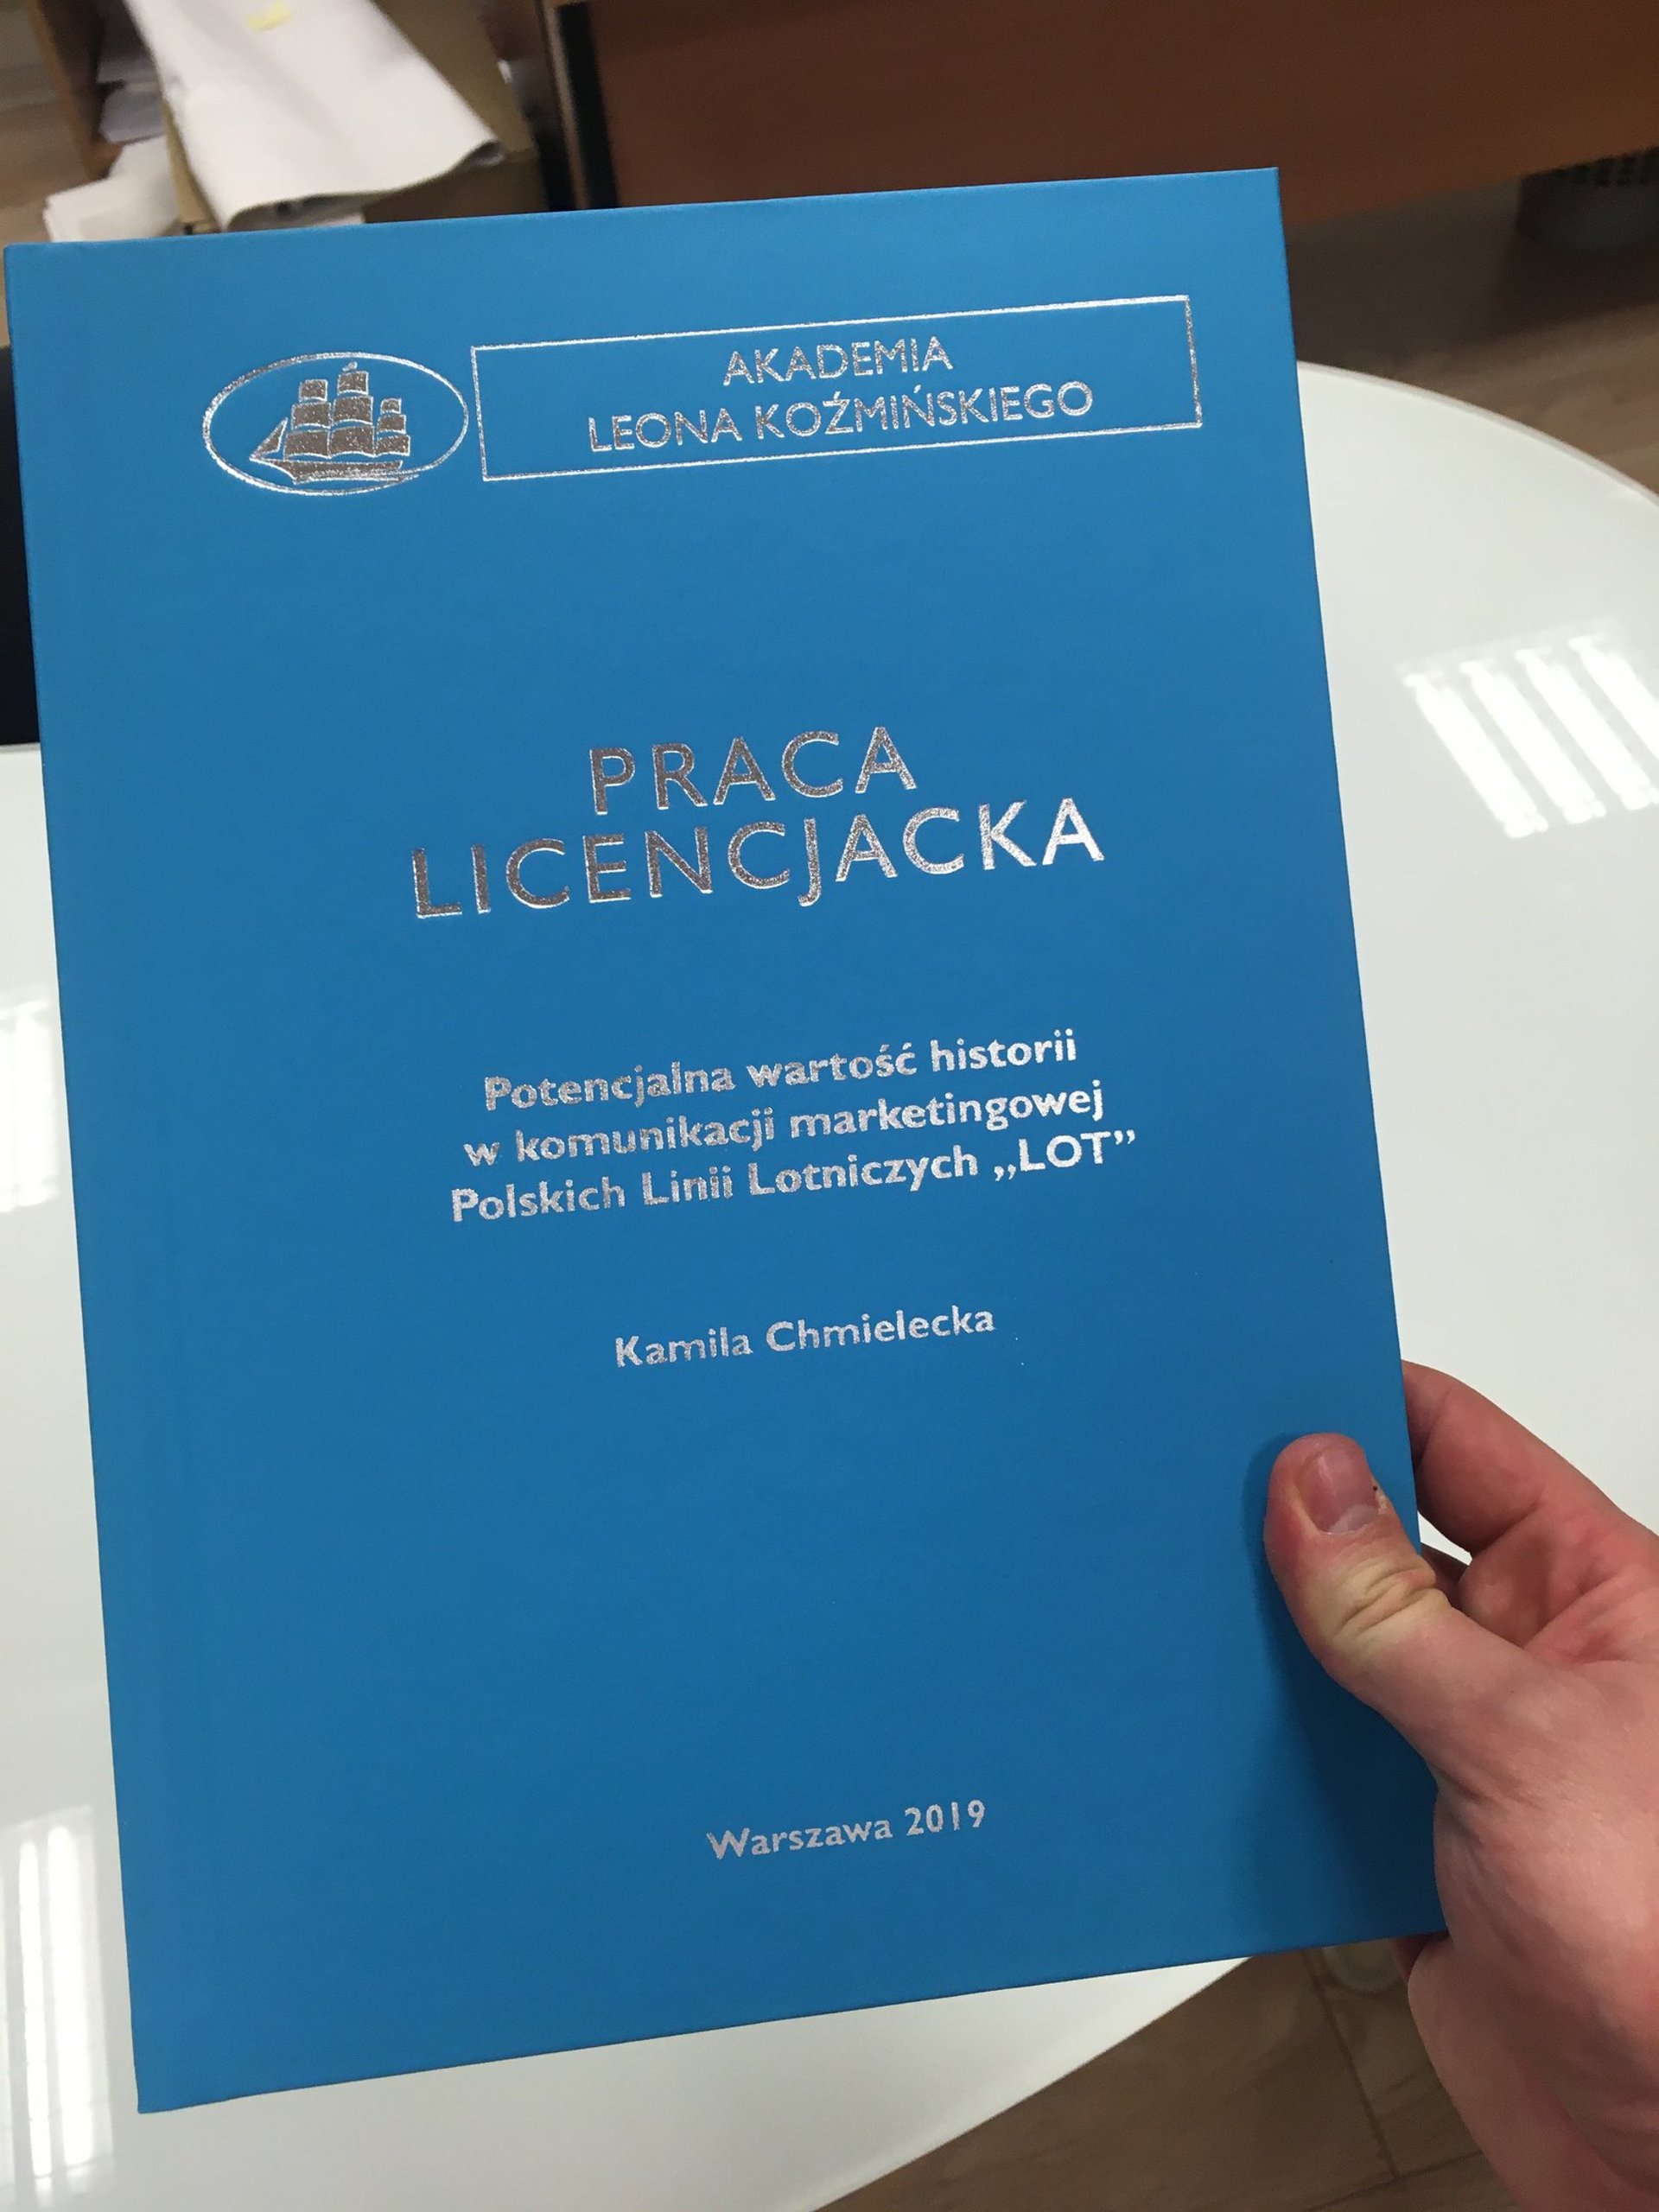 AKADEMIA
LEONA KOŹMIŃSKIEGO
PRACA
LICENCJACKA
Potencjalna wartość historii
w komunikacji marketingowej
Polskich Linii Lotniczych „LOT”
Kamila Chmielecka
Warszawa 2019